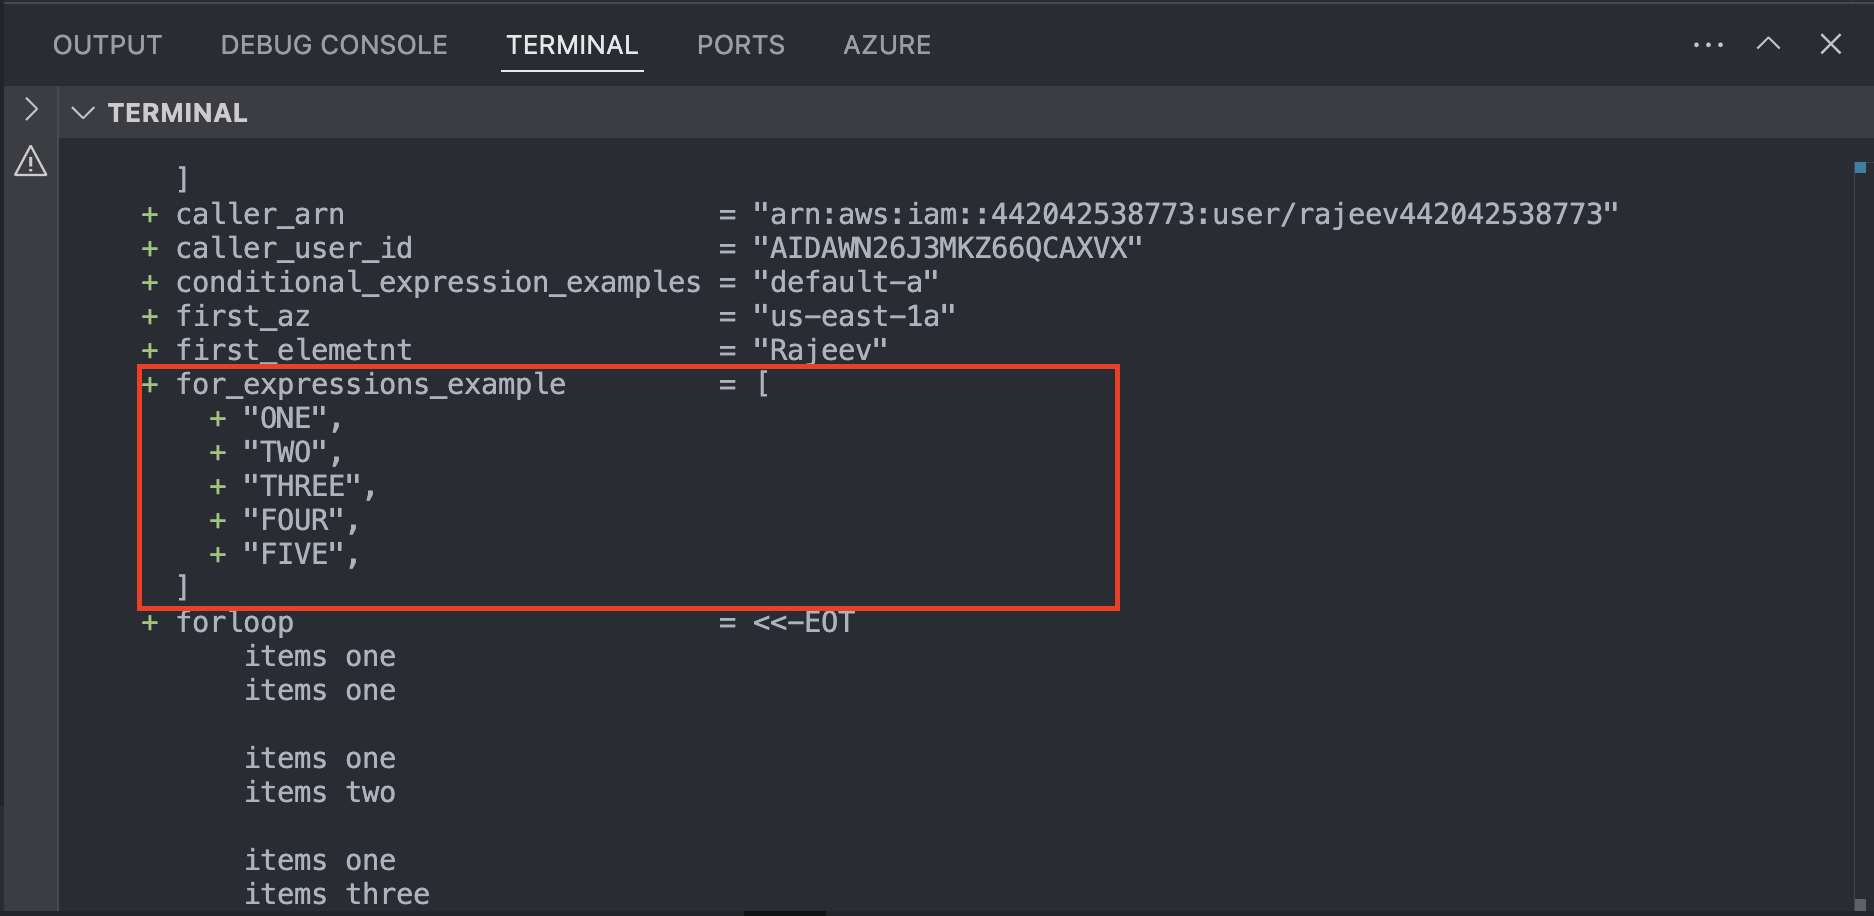 OUTPUT DEBUG CONSOLE TERMINAL PORTS AZURE
TERMINAL
]
+ caller_arn = "arn:aws:iam::442042538773:user/rajeev442042538773"
+ caller_user_id = "AIDAWN26J3MKZ66QCAXVX"
+ conditional_expression_examples = "default-a"
+ first_az = "us-east-1a"
+ first_elemetnt = "Rajeev"
+ for_expressions_example = [
+ "ONE",
+ "TWO",
+ "THREE",
+ "FOUR",
+ "FIVE",
]
+ forloop = <<-EOT
items one
items one
items one
items two
items one
items three